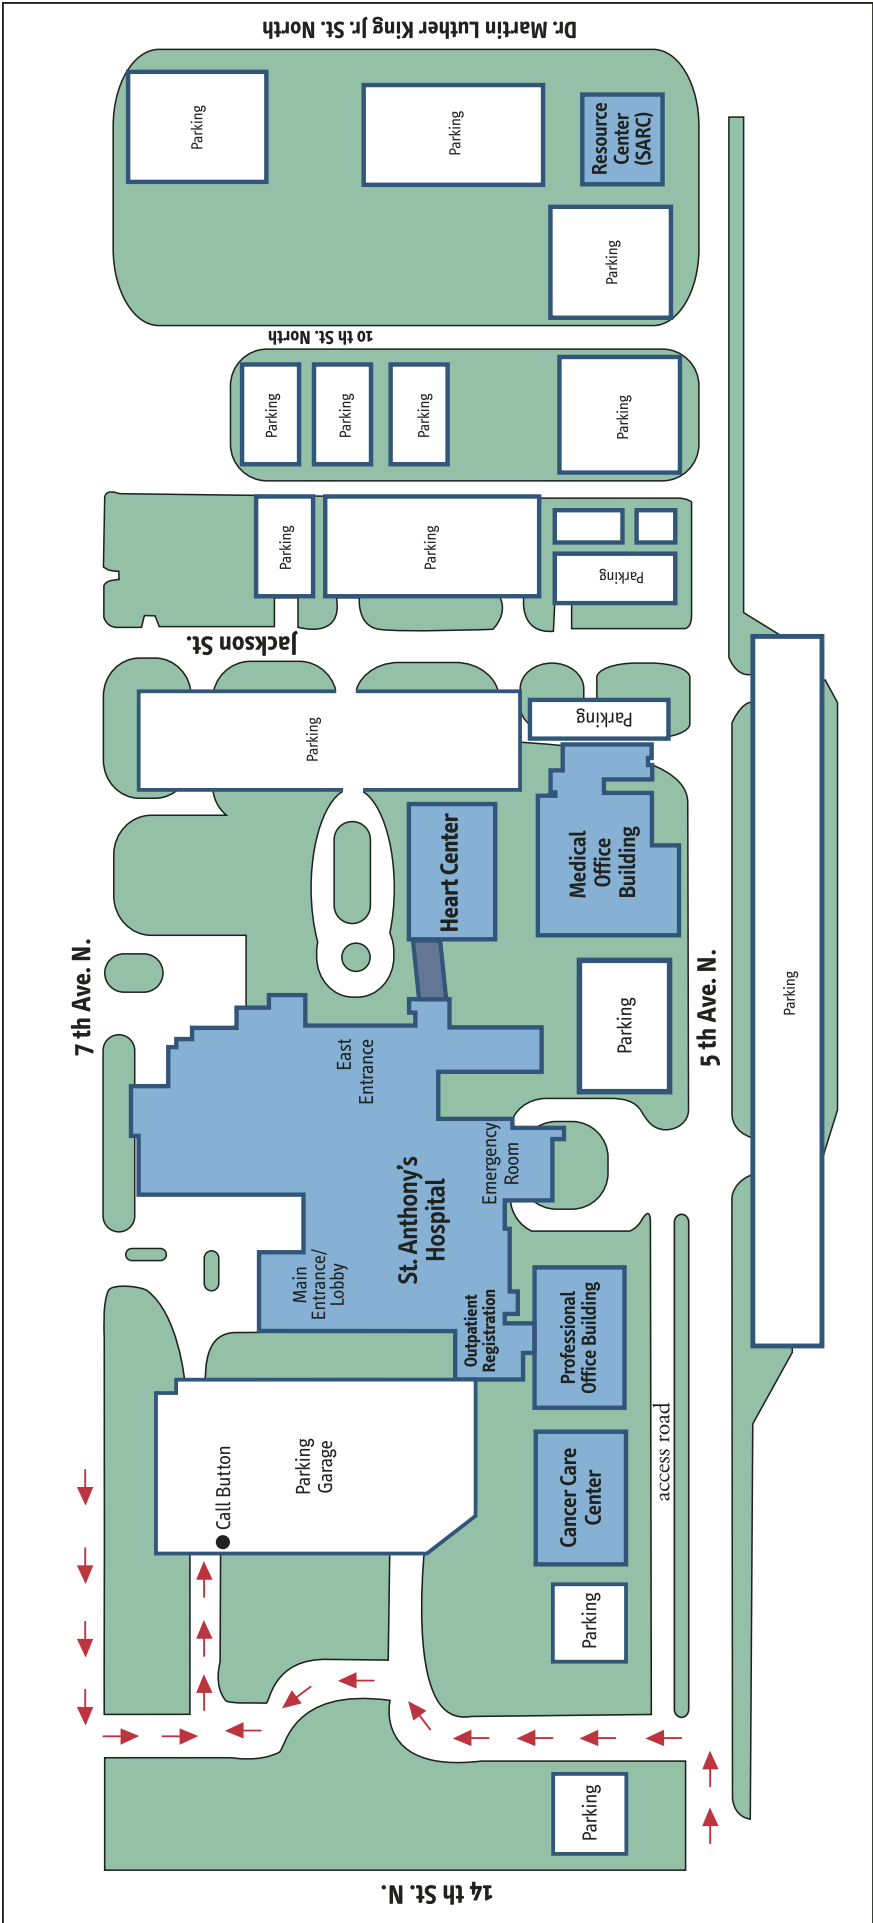 Dr. Martin Luther King Jr. St. North
Parking
Parking
Resource
Center
(SARC)
Parking
10 th St. North
Parking
Parking
Parking
Parking
Parking
Parking
Parking
Jackson St.
Parking
Parking
Heart Center
Medical
Office
Building
7 th Ave. N.
5 th Ave. N.
Parking
Parking
East
Entrance
Emergency
Room
St. Anthony’s
Hospital
Main
Entrance/
Lobby
Outpatient
Registration
Professional
Office Building
Parking
Garage
Call Button
Cancer Care
Center
access road
Parking
Parking
14 th St. N.